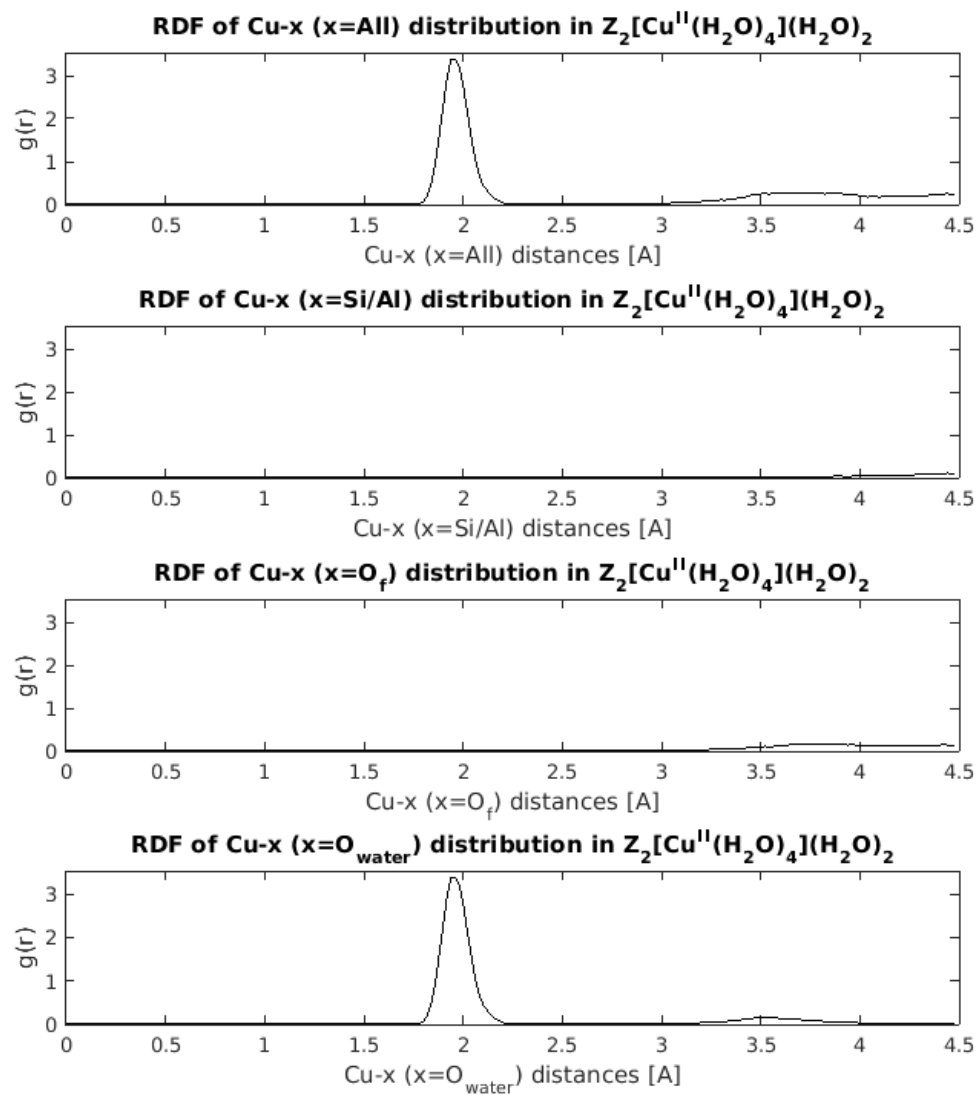 RDF of Cu-x (x=All) distribution in Z₂[Cuᴵᴵ(H₂O)₄](H₂O)₂
g(r)
3
2
1
0
0 0.5 1 1.5 2 2.5 3 3.5 4 4.5
Cu-x (x=All) distances [A]
RDF of Cu-x (x=Si/Al) distribution in Z₂[Cuᴵᴵ(H₂O)₄](H₂O)₂
g(r)
3
2
1
0
0 0.5 1 1.5 2 2.5 3 3.5 4 4.5
Cu-x (x=Si/Al) distances [A]
RDF of Cu-x (x=O_f) distribution in Z₂[Cuᴵᴵ(H₂O)₄](H₂O)₂
g(r)
3
2
1
0
0 0.5 1 1.5 2 2.5 3 3.5 4 4.5
Cu-x (x=O_f) distances [A]
RDF of Cu-x (x=O_water) distribution in Z₂[Cuᴵᴵ(H₂O)₄](H₂O)₂
g(r)
3
2
1
0
0 0.5 1 1.5 2 2.5 3 3.5 4 4.5
Cu-x (x=O_water) distances [A]